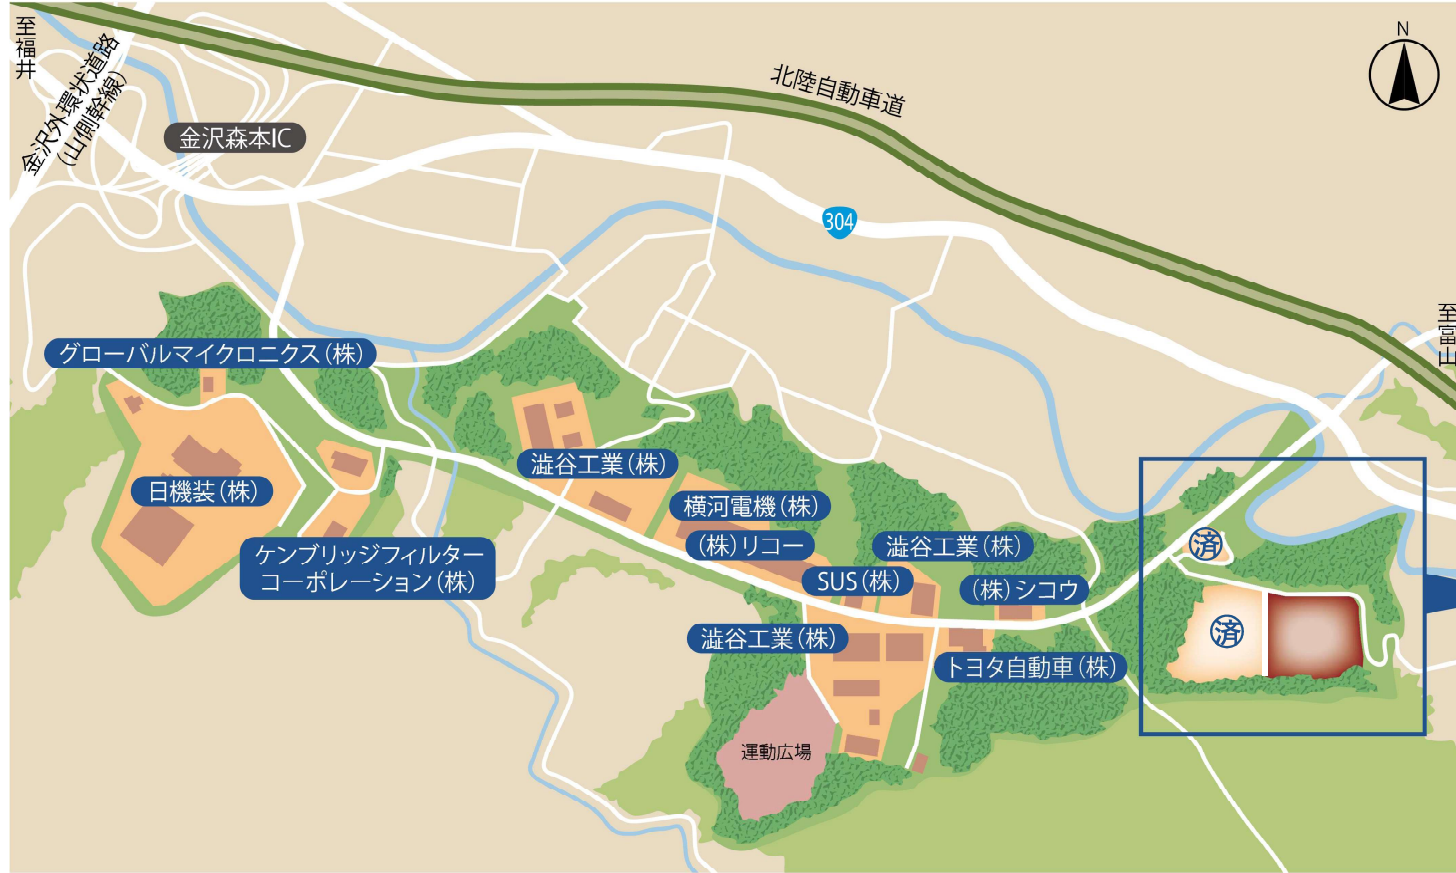 至福井
金沢外環状道路
(山側幹線)
金沢森本IC
北陸自動車道
N
304
至富山
グローバルマイクロニクス(株)
日機装(株)
ケンブリッジフィルター
コーポレーション(株)
澁谷工業(株)
横河電機(株)
(株)リコー
澁谷工業(株)
SUS(株)
(株)シコウ
澁谷工業(株)
トヨタ自動車(株)
運動広場
済
済